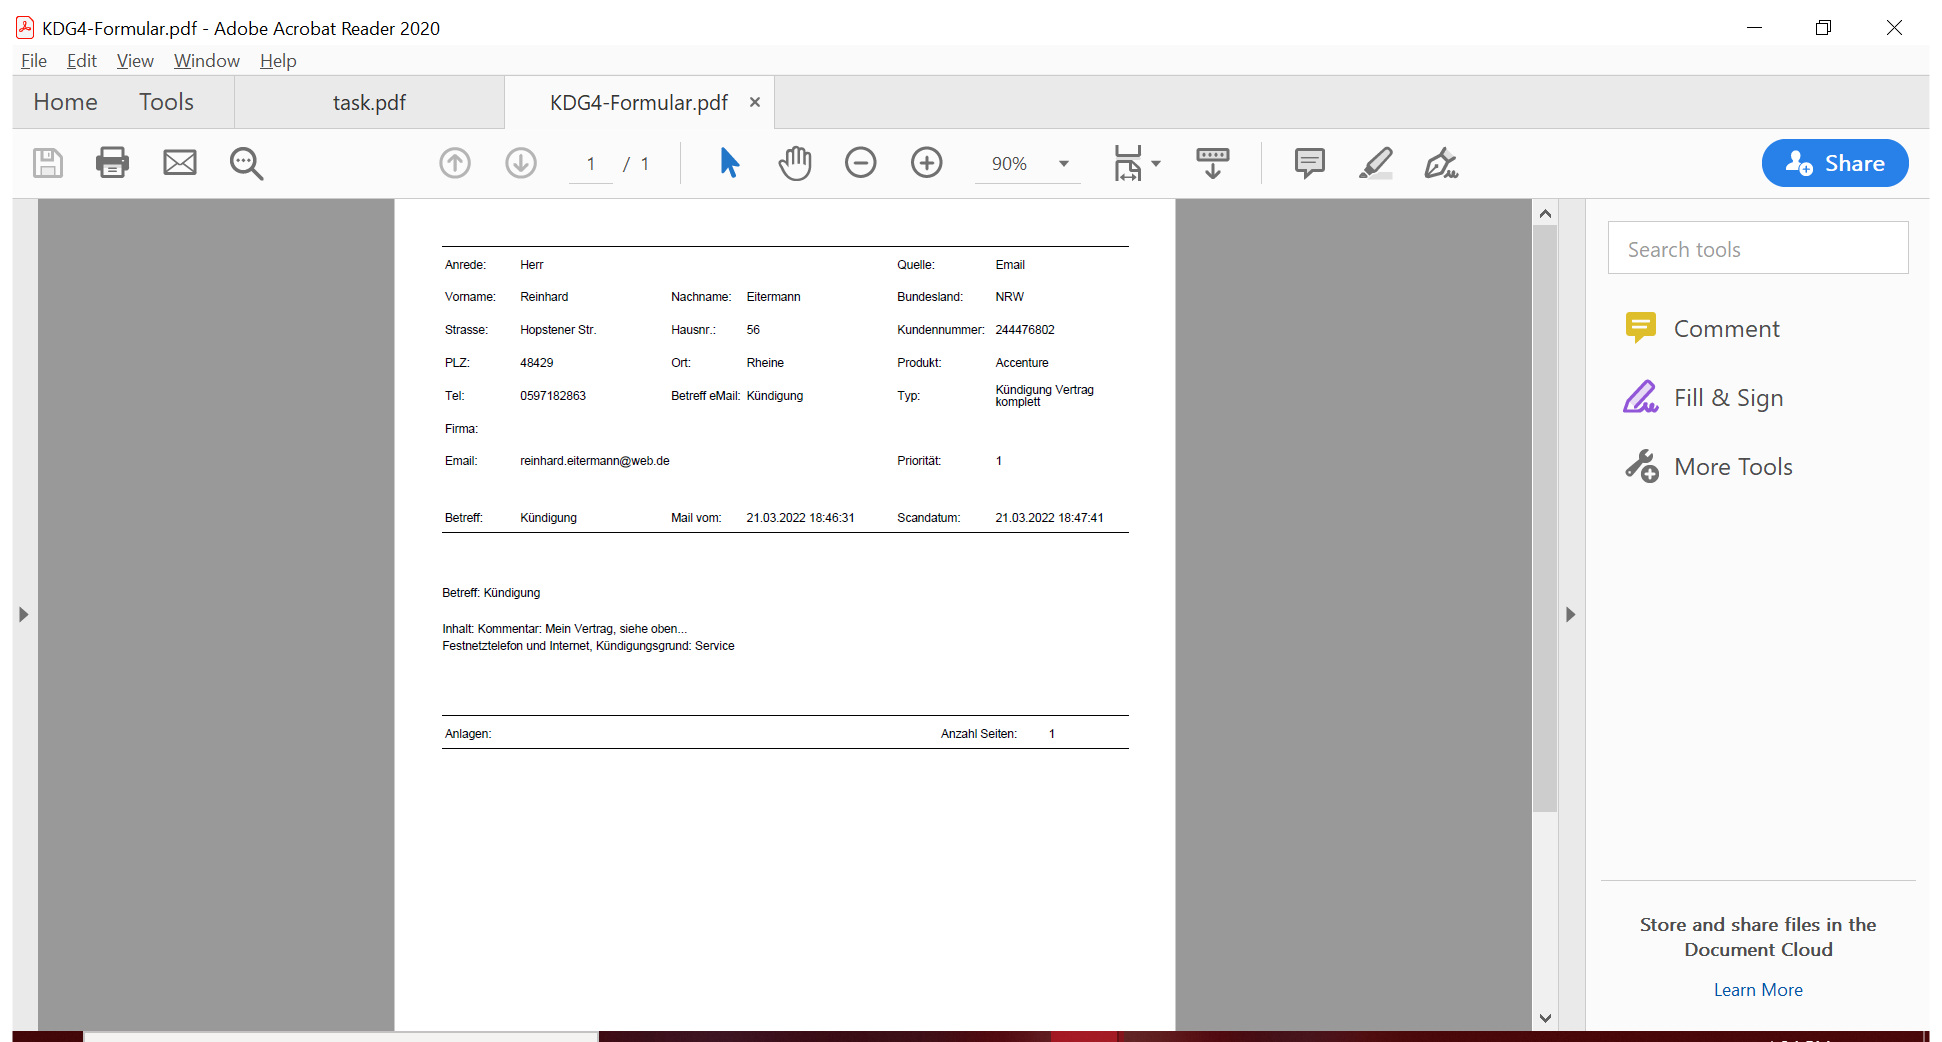 KDG4-Formular.pdf - Adobe Acrobat Reader 2020
File Edit View Window Help
Home Tools task.pdf KDG4-Formular.pdf ×
1 / 1 90% Share
Search tools
Comment
Fill & Sign
More Tools
Anrede: Herr Quelle: Email
Vorname: Reinhard Nachname: Eitermann Bundesland: NRW
Strasse: Hopstener Str. Hausnr.: 56 Kundennummer: 244476802
PLZ: 48429 Ort: Rheine Produkt: Accenture
Tel: 0597182863 Betreff eMail: Kündigung Typ: Kündigung Vertrag
komplett
Firma:
Email: reinhard.eitermann@web.de Priorität: 1
Betreff: Kündigung Mail vom: 21.03.2022 18:46:31 Scandatum: 21.03.2022 18:47:41
Betreff: Kündigung
Inhalt: Kommentar: Mein Vertrag, siehe oben...
Festnetztelefon und Internet, Kündigungsgrund: Service
Anlagen: Anzahl Seiten: 1
Store and share files in the
Document Cloud
Learn More